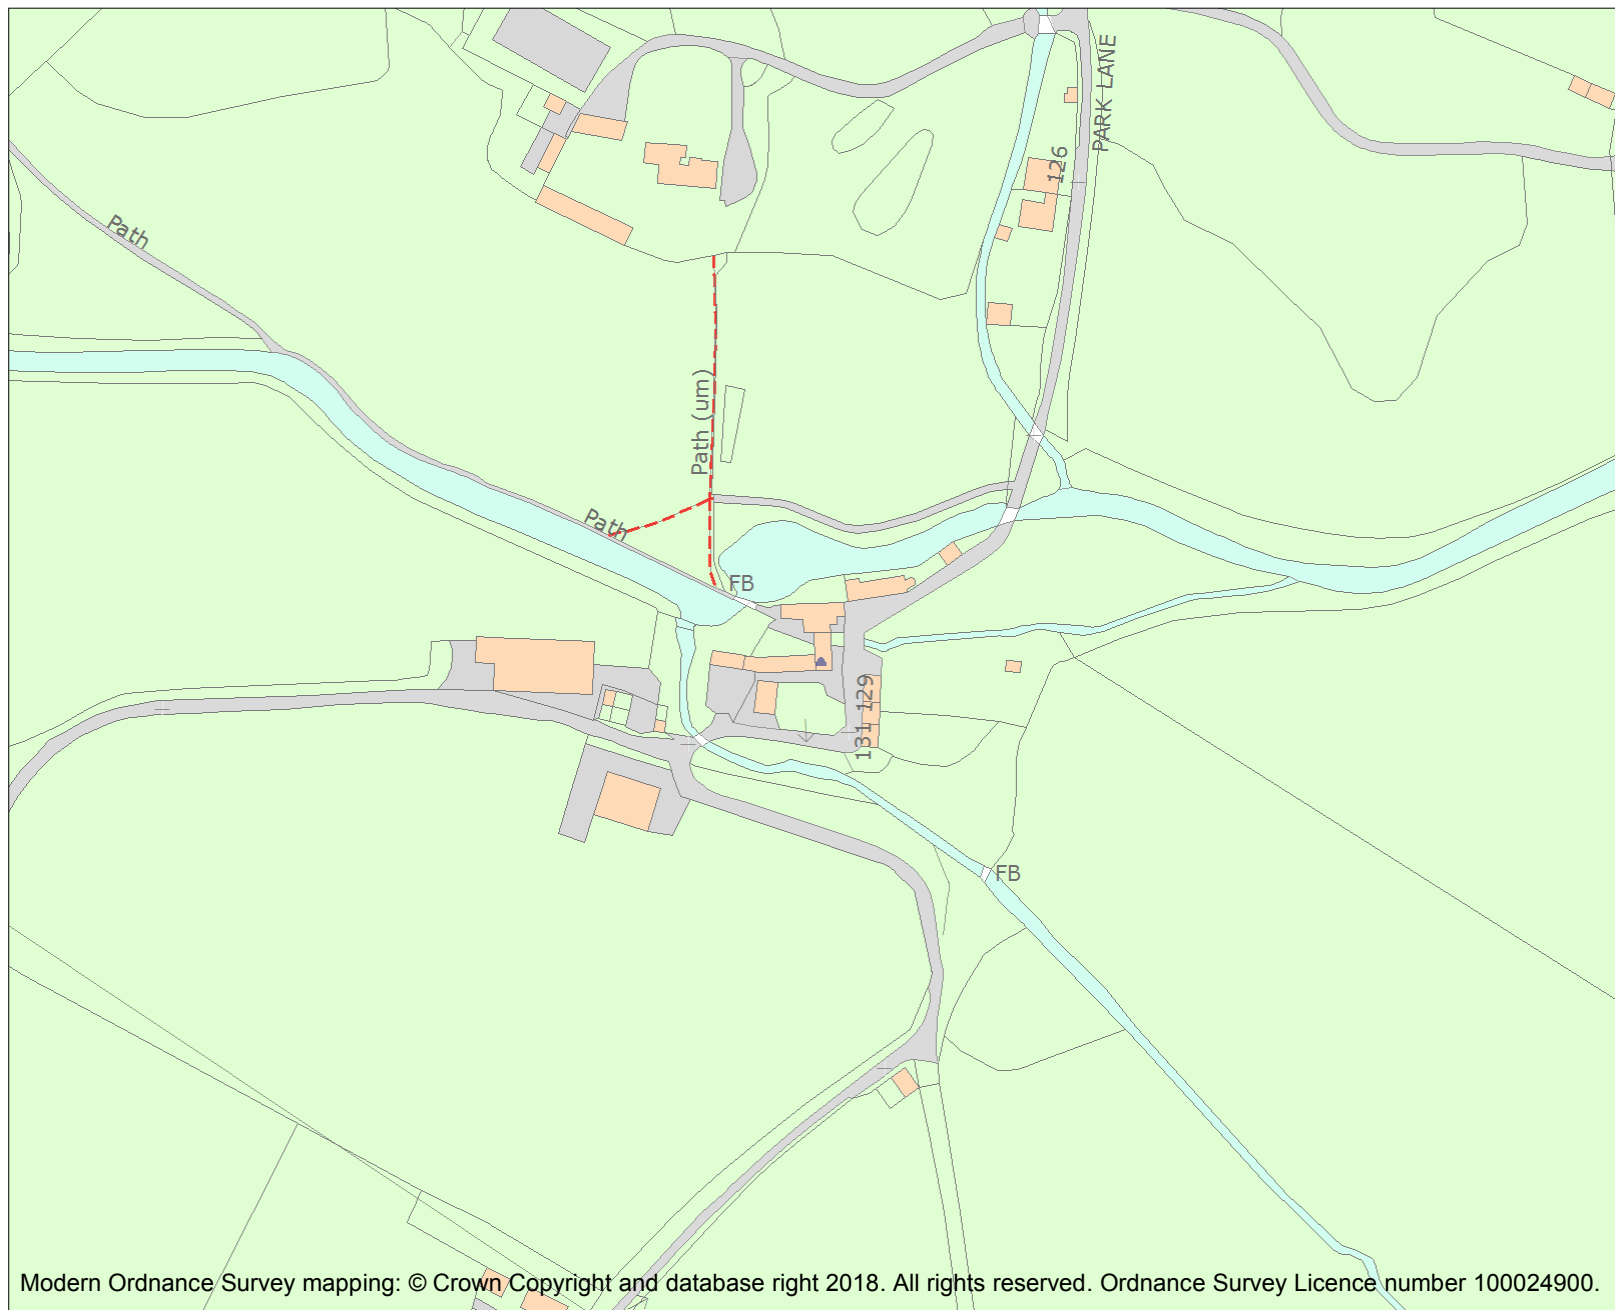 PARK LANE
126
Path
Path (um)
Path
FB
131 129
FB
Modern Ordnance Survey mapping: © Crown Copyright and database right 2018. All rights reserved. Ordnance Survey Licence number 100024900.